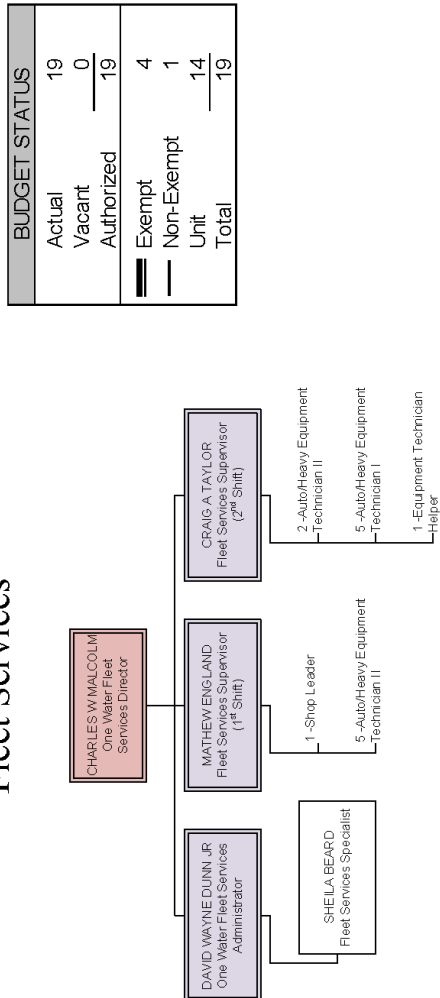 Fleet Services
CHARLES W MALCOLM
One Water Fleet
Services Director
DAVID WAYNE DUNN JR
One Water Fleet Services
Administrator
SHEILA BEARD
Fleet Services Specialist
MATHEW ENGLAND
Fleet Services Supervisor
(1st Shift)
1 -Shop Leader
5 -Auto/Heavy Equipment
Technician II
CRAIG A TAYLOR
Fleet Services Supervisor
(2nd Shift)
2 -Auto/Heavy Equipment
Technician II
5 -Auto/Heavy Equipment
Technician I
1 -Equipment Technician
Helper
BUDGET STATUS
Actual 19
Vacant 0
Authorized 19
Exempt 4
Non-Exempt 1
Unit 14
Total 19